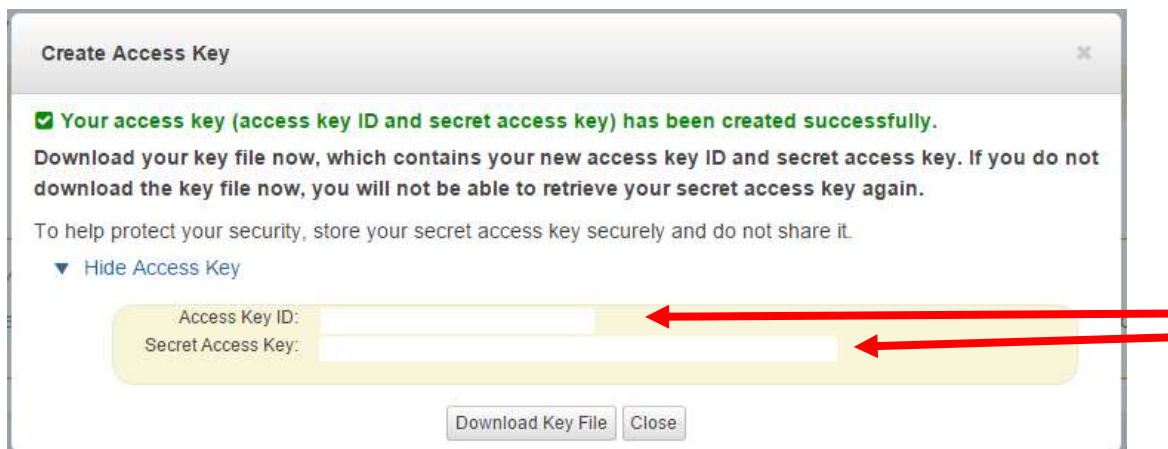 Create Access Key
Your access key (access key ID and secret access key) has been created successfully.
Download your key file now, which contains your new access key ID and secret access key. If you do not
download the key file now, you will not be able to retrieve your secret access key again.
To help protect your security, store your secret access key securely and do not share it.
Hide Access Key
Access Key ID:
Secret Access Key:
Download Key File Close